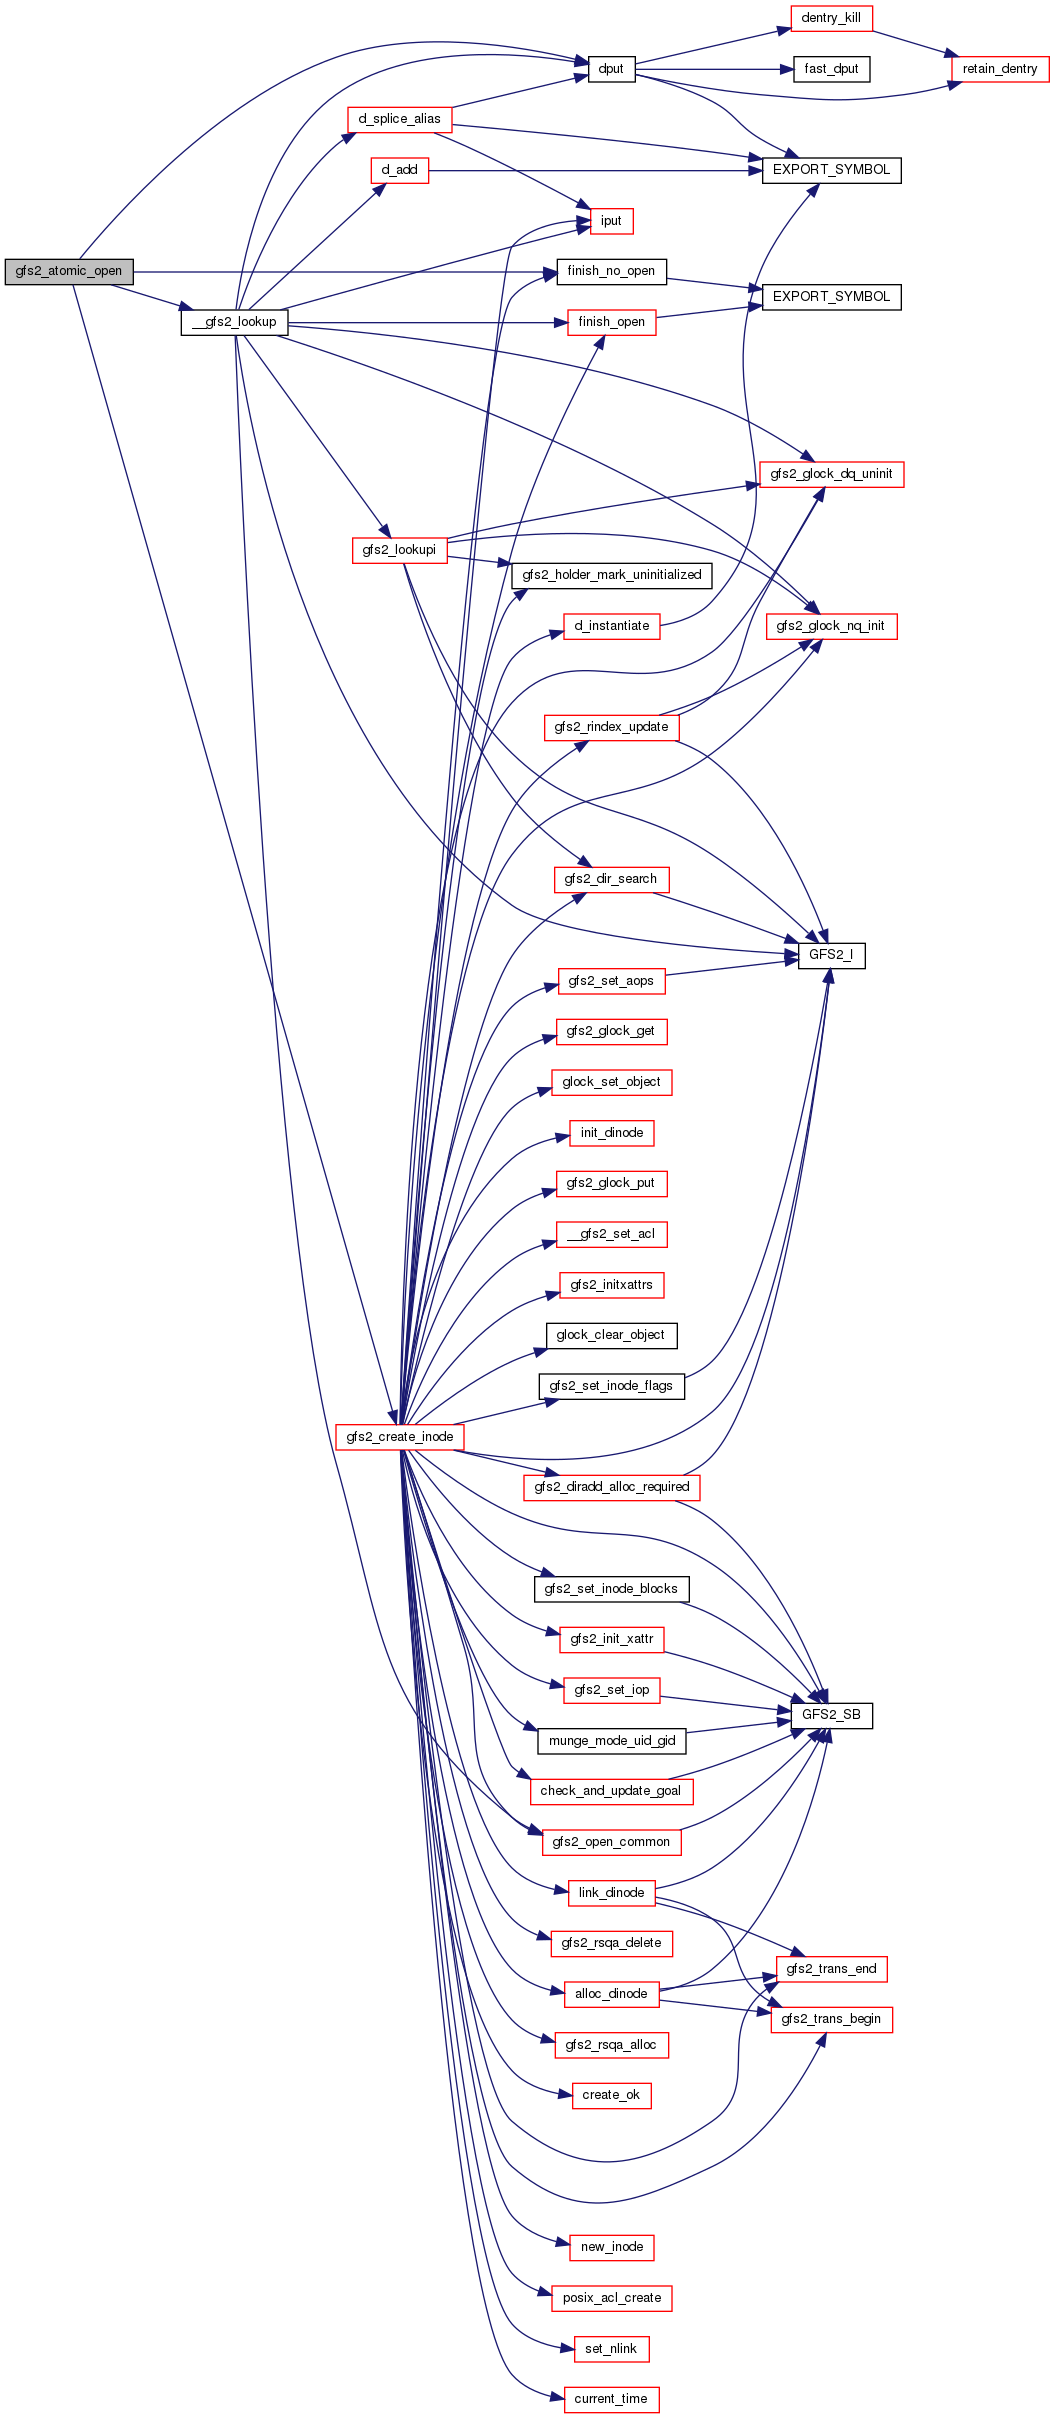 dentry_kill
dput
fast_dput
retain_dentry
d_splice_alias
d_add
EXPORT_SYMBOL
iput
gfs2_atomic_open
finish_no_open
EXPORT_SYMBOL
__gfs2_lookup
finish_open
gfs2_glock_dq_uninit
gfs2_lookupi
gfs2_holder_mark_uninitialized
d_instantiate
gfs2_glock_nq_init
gfs2_rindex_update
gfs2_dir_search
GFS2_I
gfs2_set_aops
gfs2_glock_get
glock_set_object
init_dinode
gfs2_glock_put
__gfs2_set_acl
gfs2_initxattrs
glock_clear_object
gfs2_set_inode_flags
gfs2_create_inode
gfs2_diradd_alloc_required
gfs2_set_inode_blocks
gfs2_init_xattr
gfs2_set_iop
GFS2_SB
munge_mode_uid_gid
check_and_update_goal
gfs2_open_common
link_dinode
gfs2_rsqa_delete
gfs2_trans_end
alloc_dinode
gfs2_trans_begin
gfs2_rsqa_alloc
create_ok
new_inode
posix_acl_create
set_nlink
current_time